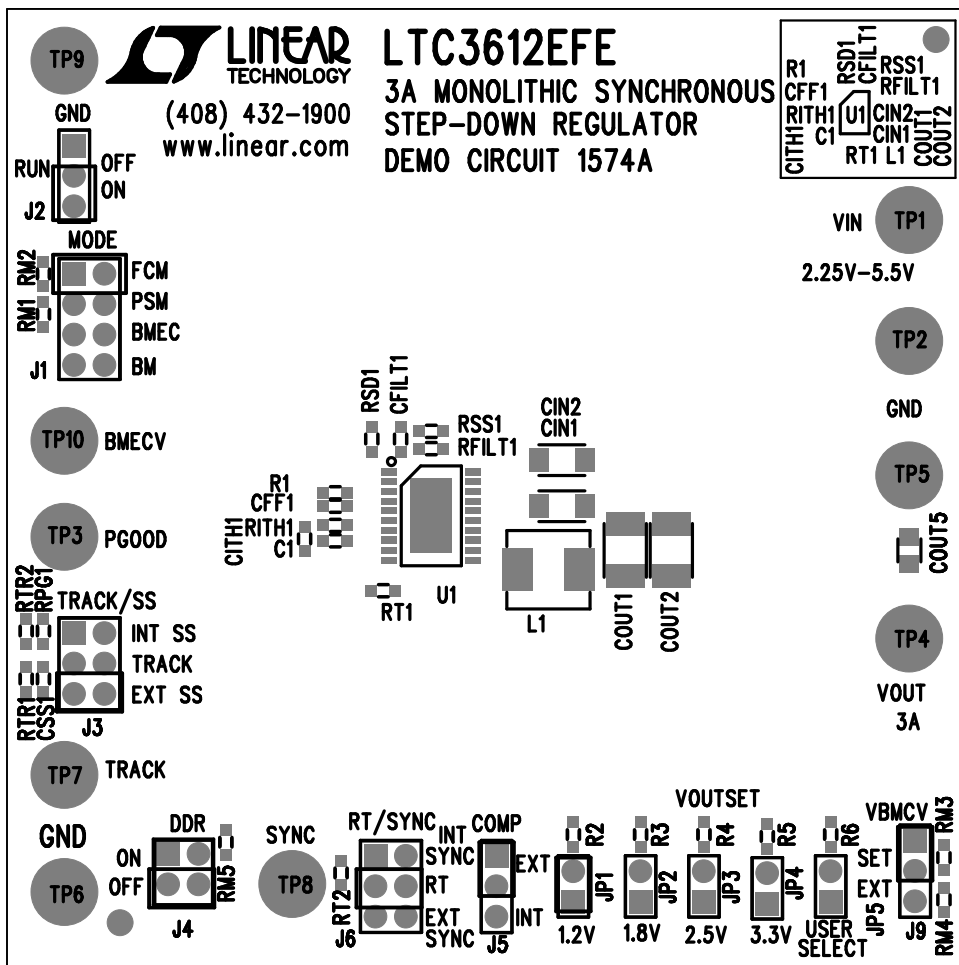 TP9
LINEAR
TECHNOLOGY
(408) 432-1900
www.linear.com
LTC3612EFE
3A MONOLITHIC SYNCHRONOUS
STEP-DOWN REGULATOR
DEMO CIRCUIT 1574A
R1
CFF1
RITH1
C1
CITH1
RSD1
CFILT1
RSS1
RFILT1
U1
CIN2
CIN1
RT1
L1
COUT1
COUT2
GND
RUN
OFF
ON
J2
VIN
TP1
2.25V-5.5V
MODE
RM2
RM1
FCM
PSM
BMEC
BM
J1
TP2
GND
TP10
BMECV
RSD1
CFILT1
RSS1
RFILT1
CIN2
CIN1
TP5
COUT5
TP3
PGOOD
R1
CFF1
RITH1
C1
CITH1
RT1
U1
L1
COUT1
COUT2
RTR2
RPG1
TRACK/SS
INT SS
TRACK
EXT SS
RTR1
CSS1
J3
TP4
VOUT
3A
TP7
TRACK
GND
TP6
DDR
ON
OFF
RM5
J4
SYNC
TP8
RT/SYNC
INT
SYNC
RT
EXT
SYNC
RT2
J6
COMP
EXT
INT
J5
VOUTSET
R2
JP1
1.2V
R3
JP2
1.8V
R4
JP3
2.5V
R5
JP4
3.3V
R6
JP5
USER
SELECT
VBMCV
SET
EXT
RM3
RM4
J9